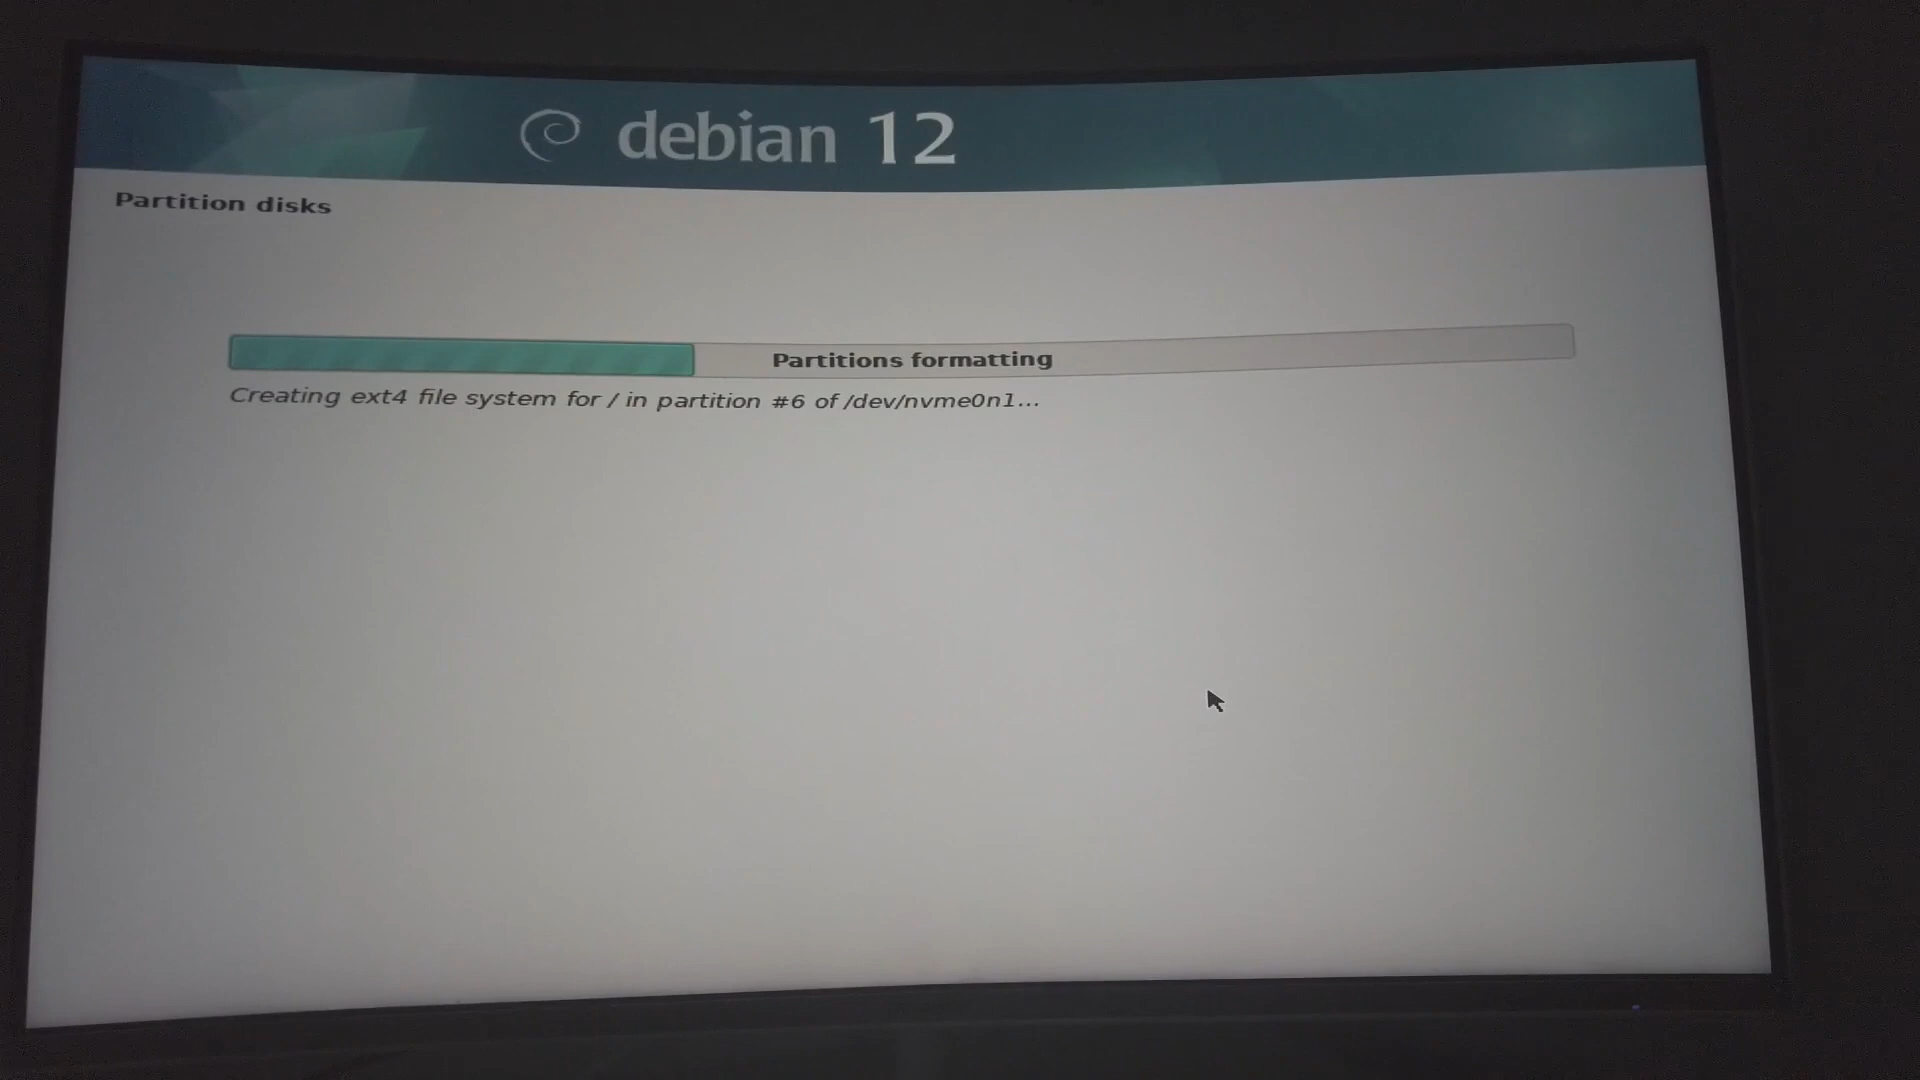 debian 12
Partition disks
Partitions formatting
Creating ext4 file system for / in partition #6 of /dev/nvme0n1...